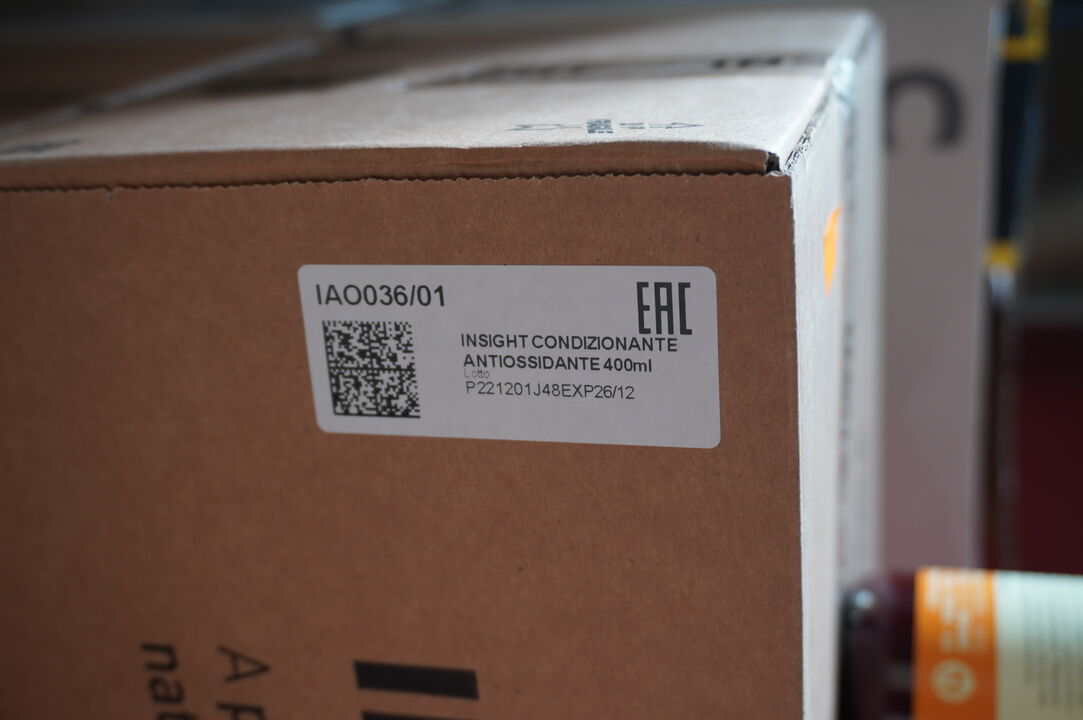 IAO036/01
EAC
INSIGHT CONDIZIONANTE
ANTIOSSIDANTE 400ml
Lotto
P221201J48EXP26/12